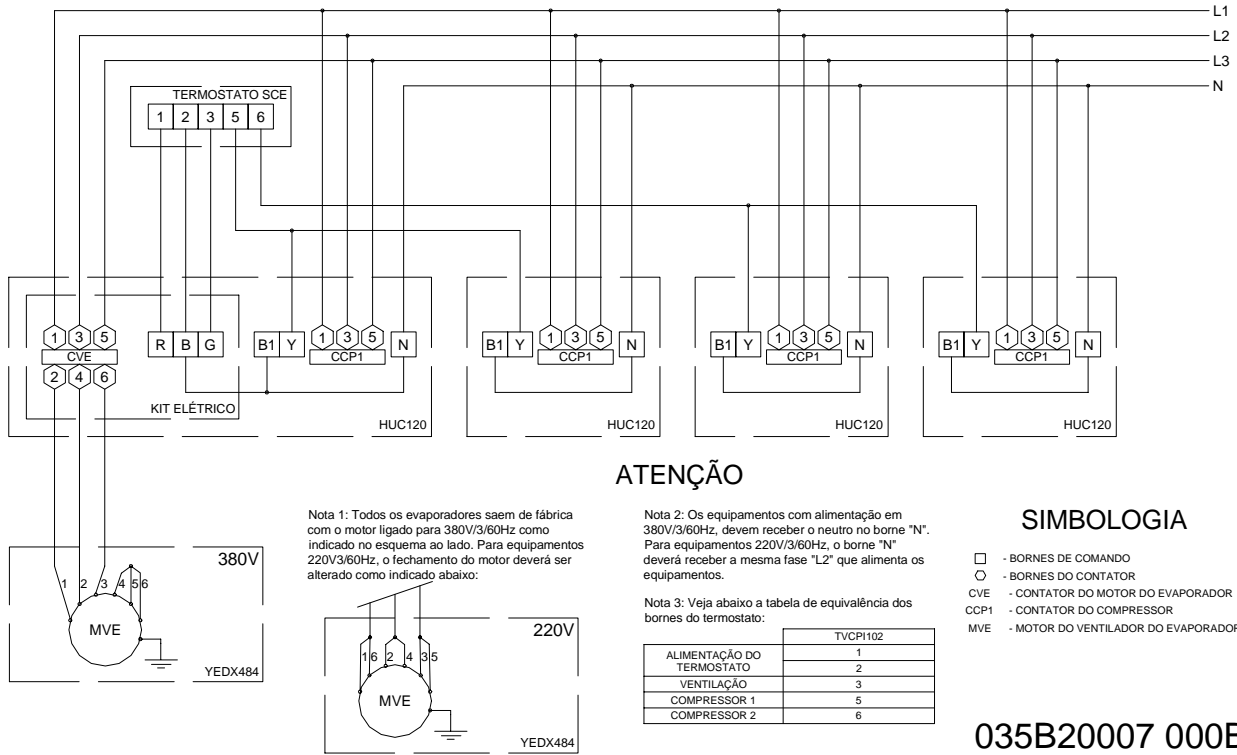 L1
L2
L3
N
TERMOSTATO SCE
1 2 3 5 6
1 3 5
CVE
2 4 6
R B G
KIT ELÉTRICO
B1 Y
1 3 5
CCP1
N
HUC120
B1 Y
1 3 5
CCP1
N
HUC120
B1 Y
1 3 5
CCP1
N
HUC120
B1 Y
1 3 5
CCP1
N
HUC120
ATENÇÃO
380V
1 2 3 4 5 6
MVE
YEDX484
Nota 1: Todos os evaporadores saem de fábrica
com o motor ligado para 380V/3/60Hz como
indicado no esquema ao lado. Para equipamentos
220V3/60Hz, o fechamento do motor deverá ser
alterado como indicado abaixo:
220V
1 6 2 4 3 5
MVE
YEDX484
Nota 2: Os equipamentos com alimentação em
380V/3/60Hz, devem receber o neutro no borne "N".
Para equipamentos 220V/3/60Hz, o borne "N"
deverá receber a mesma fase "L2" que alimenta os
equipamentos.
Nota 3: Veja abaixo a tabela de equivalência dos
bornes do termostato:
TVCPI102
ALIMENTAÇÃO DO
TERMOSTATO
1
2
VENTILAÇÃO 3
COMPRESSOR 1 5
COMPRESSOR 2 6
SIMBOLOGIA
- BORNES DE COMANDO
- BORNES DO CONTATOR
CVE - CONTATOR DO MOTOR DO EVAPORADOR
CCP1 - CONTATOR DO COMPRESSOR
MVE - MOTOR DO VENTILADOR DO EVAPORADOR
035B20007 000E